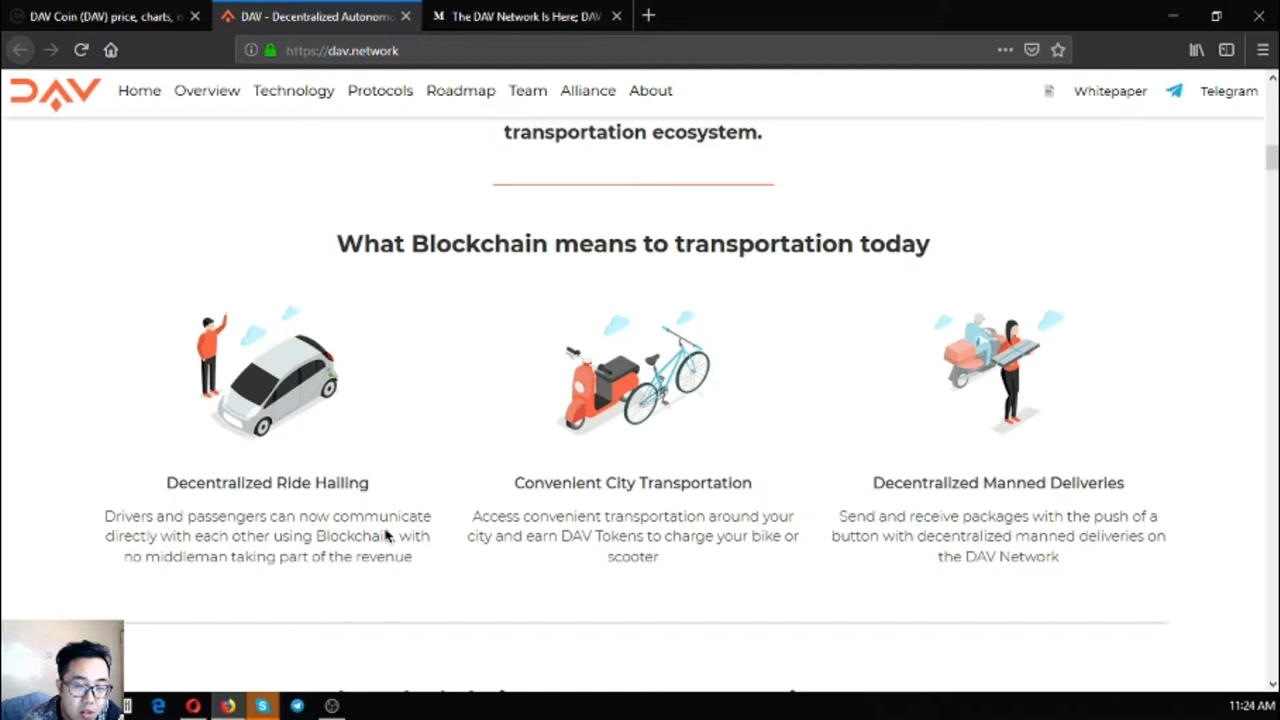 DAV Coin (DAV) price, charts,
DAV - Decentralized Autonomo
M The DAV Network Is Here; DAV
https://dav.network
DAV
Home Overview Technology Protocols Roadmap Team Alliance About Whitepaper Telegram
transportation ecosystem.
What Blockchain means to transportation today
Decentralized Ride Hailing
Drivers and passengers can now communicate
directly with each other using Blockchain, with
no middleman taking part of the revenue
Convenient City Transportation
Access convenient transportation around your
city and earn DAV Tokens to charge your bike or
scooter
Decentralized Manned Deliveries
Send and receive packages with the push of a
button with decentralized manned deliveries on
the DAV Network
11:24 AM